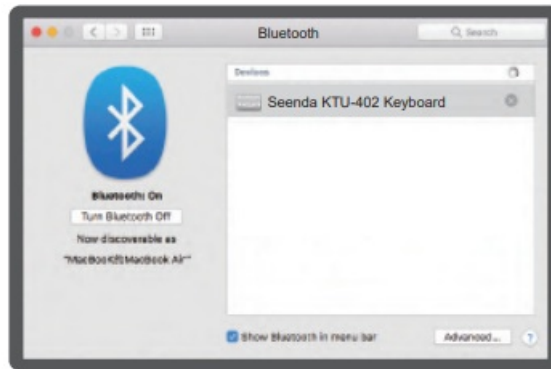 Bluetooth
Search
Devices
Seenda KTU-402 Keyboard
Bluetooth: On
Turn Bluetooth Off
Now discoverable as
Show Bluetooth in menu bar
Advanced...
?